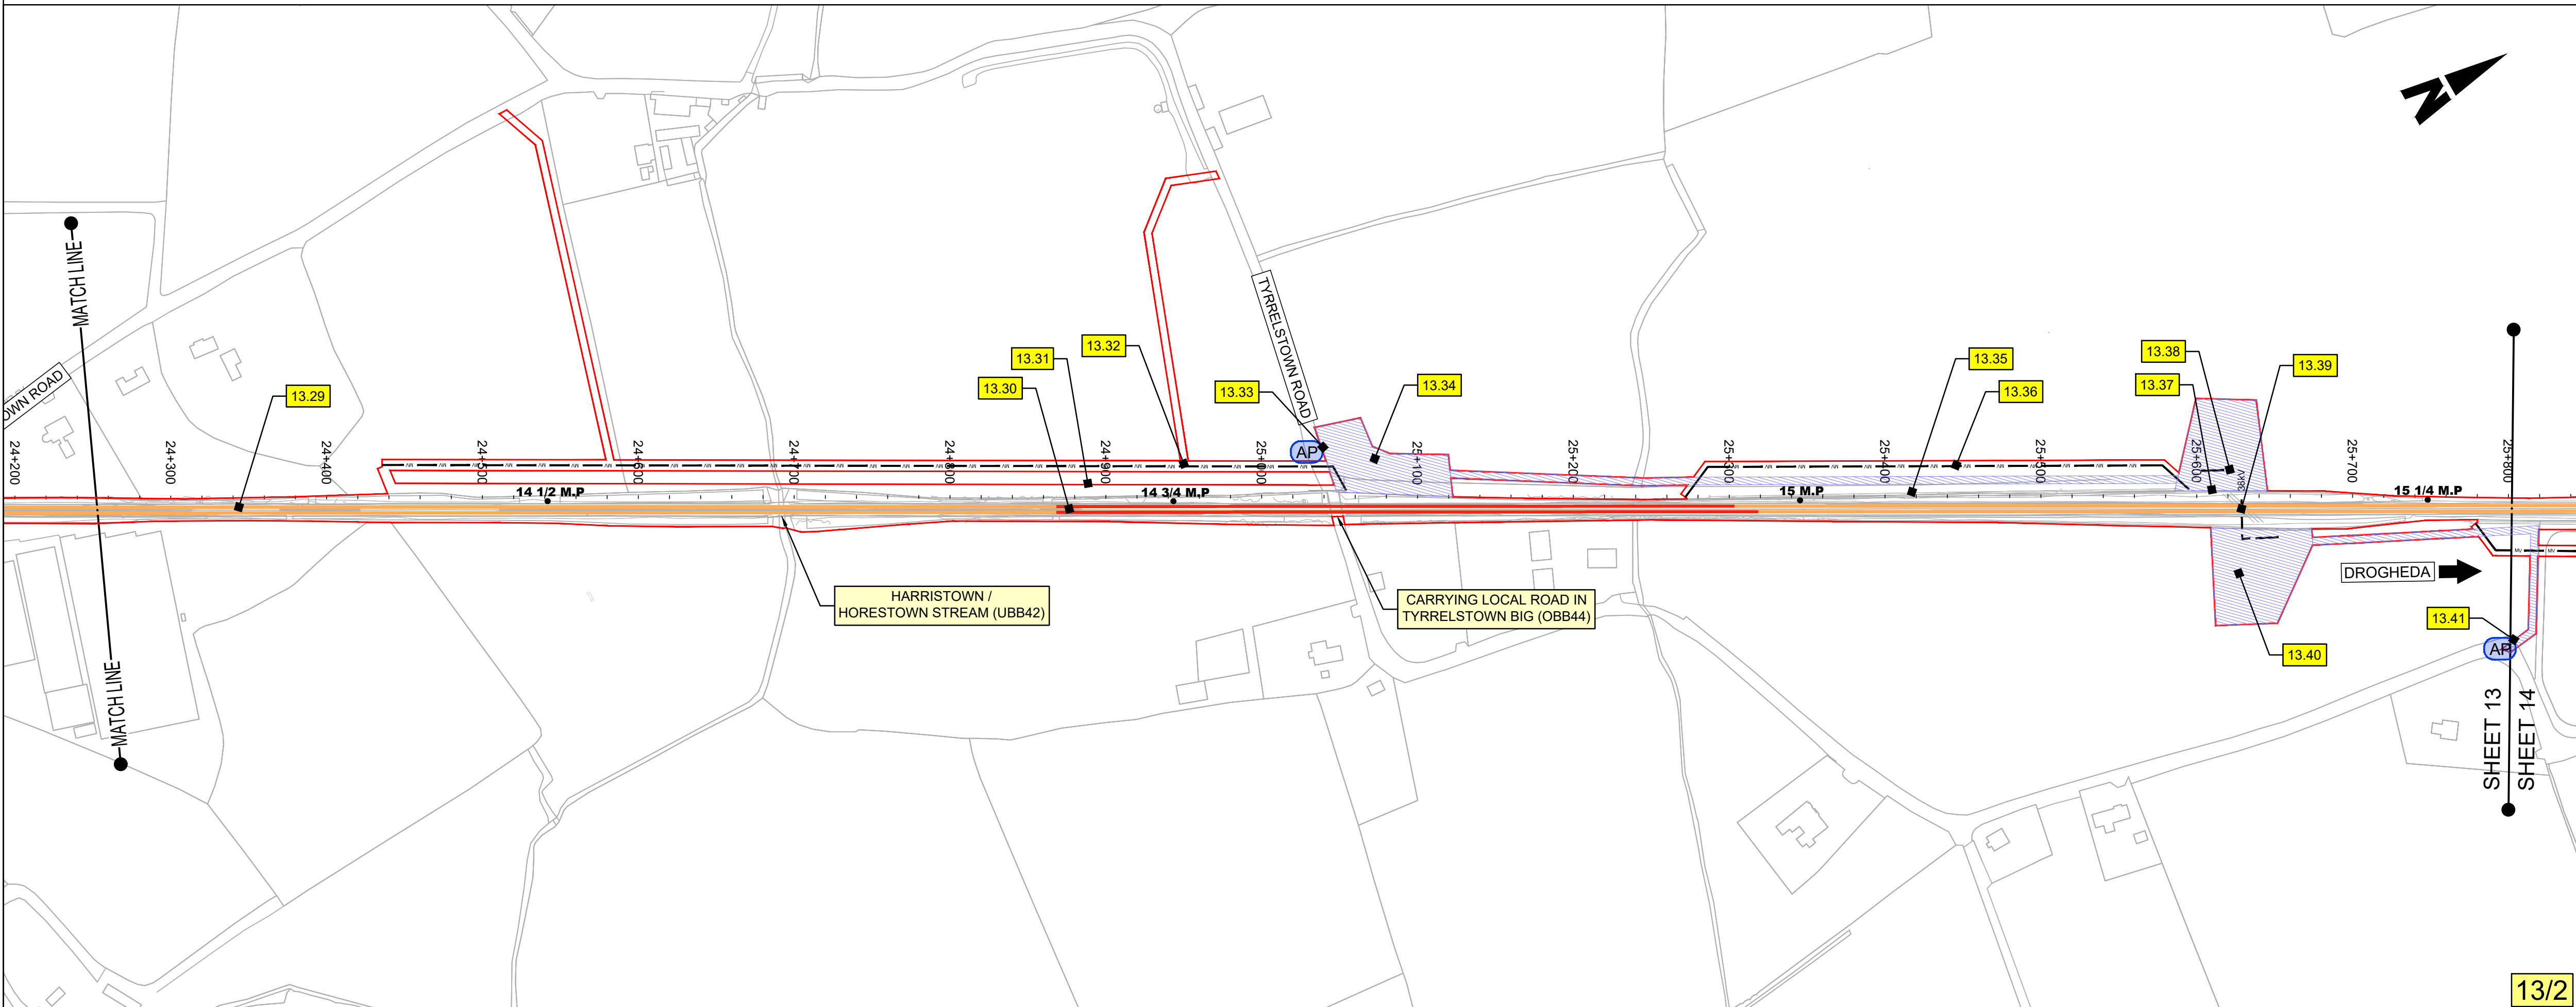 N
MATCH LINE
MATCH LINE
OWN ROAD
TYRRELSTOWN ROAD
13.29
13.30
13.31
13.32
13.33
13.34
13.35
13.36
13.37
13.38
13.39
AP
24+200
24+300
24+400
24+500
24+600
24+700
24+800
24+900
25+000
25+100
25+200
25+300
25+400
25+500
25+600
25+700
25+800
38KV
14 1/2 M.P
14 3/4 M.P
15 M.P
15 1/4 M.P
MV
HARRISTOWN /
HORESTOWN STREAM (UBB42)
CARRYING LOCAL ROAD IN
TYRRELSTOWN BIG (OBB44)
DROGHEDA
13.40
13.41
AP
SHEET 13
SHEET 14
13/2